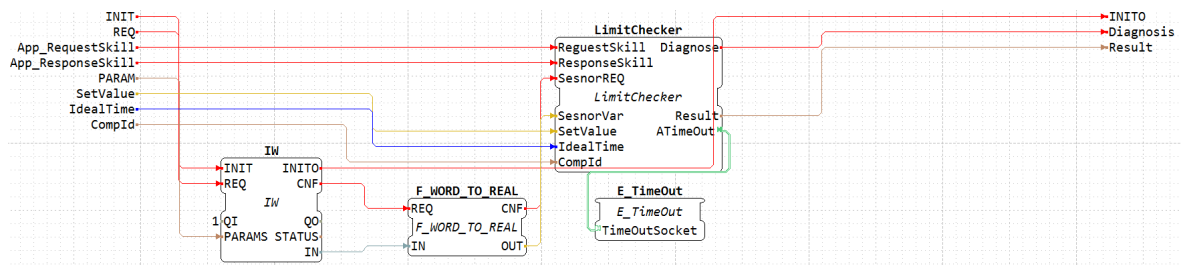 INIT
REQ
App_RequestSkill
App_ResponseSkill
PARAM
SetValue
IdealTime
CompId
IW
INIT INITO
REQ CNF
IW
1 QI QO
PARAMS STATUS
IN
F_WORD_TO_REAL
REQ CNF
F_WORD_TO_REAL
IN OUT
LimitChecker
ReguestSkill Diagnose
ResponseSkill
SesnorREQ
LimitChecker
SesnorVar Result
SetValue ATimeOut
IdealTime
CompId
E_TimeOut
E_TimeOut
TimeOutSocket
INITO
Diagnosis
Result